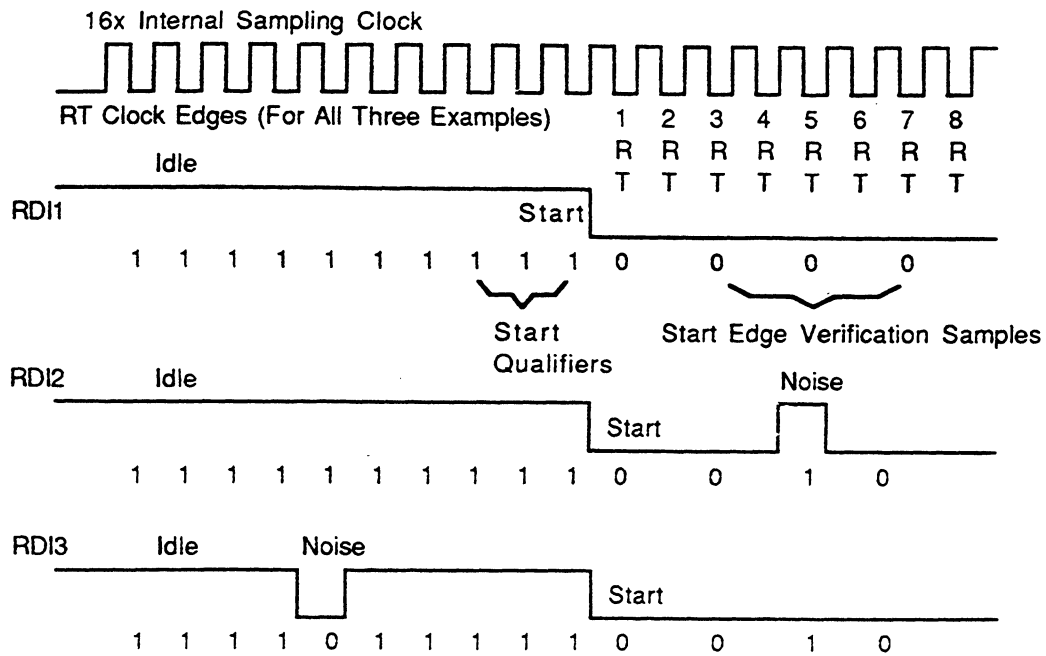 16x Internal Sampling Clock
RT Clock Edges (For All Three Examples)
1 2 3 4 5 6 7 8
R R R R R R R R
T T T T T T T T
Idle
RDI1
Start
1 1 1 1 1 1 1 1 1 1 0 0 0 0
Start
Qualifiers
Start Edge Verification Samples
RDI2
Idle
Noise
Start
1 1 1 1 1 1 1 1 1 1 0 0 1 0
RDI3
Idle
Noise
Start
1 1 1 1 0 1 1 1 1 1 0 0 1 0